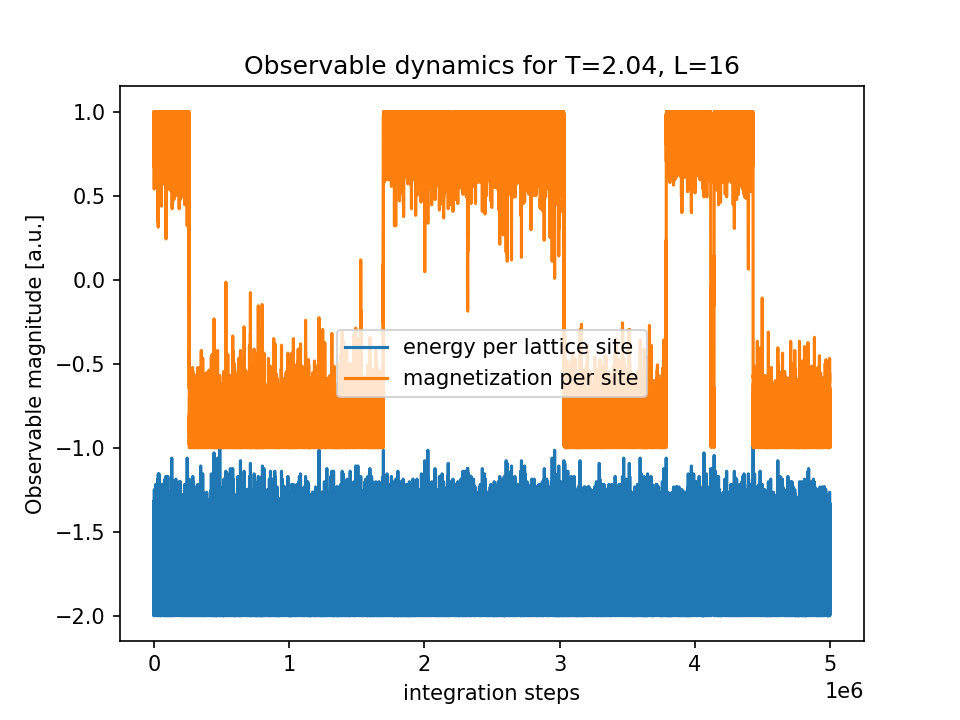 Observable dynamics for T=2.04, L=16
Observable magnitude [a.u.]
1.0
0.5
0.0
−0.5
−1.0
−1.5
−2.0
energy per lattice site
magnetization per site
0 1 2 3 4 5
1e6
integration steps